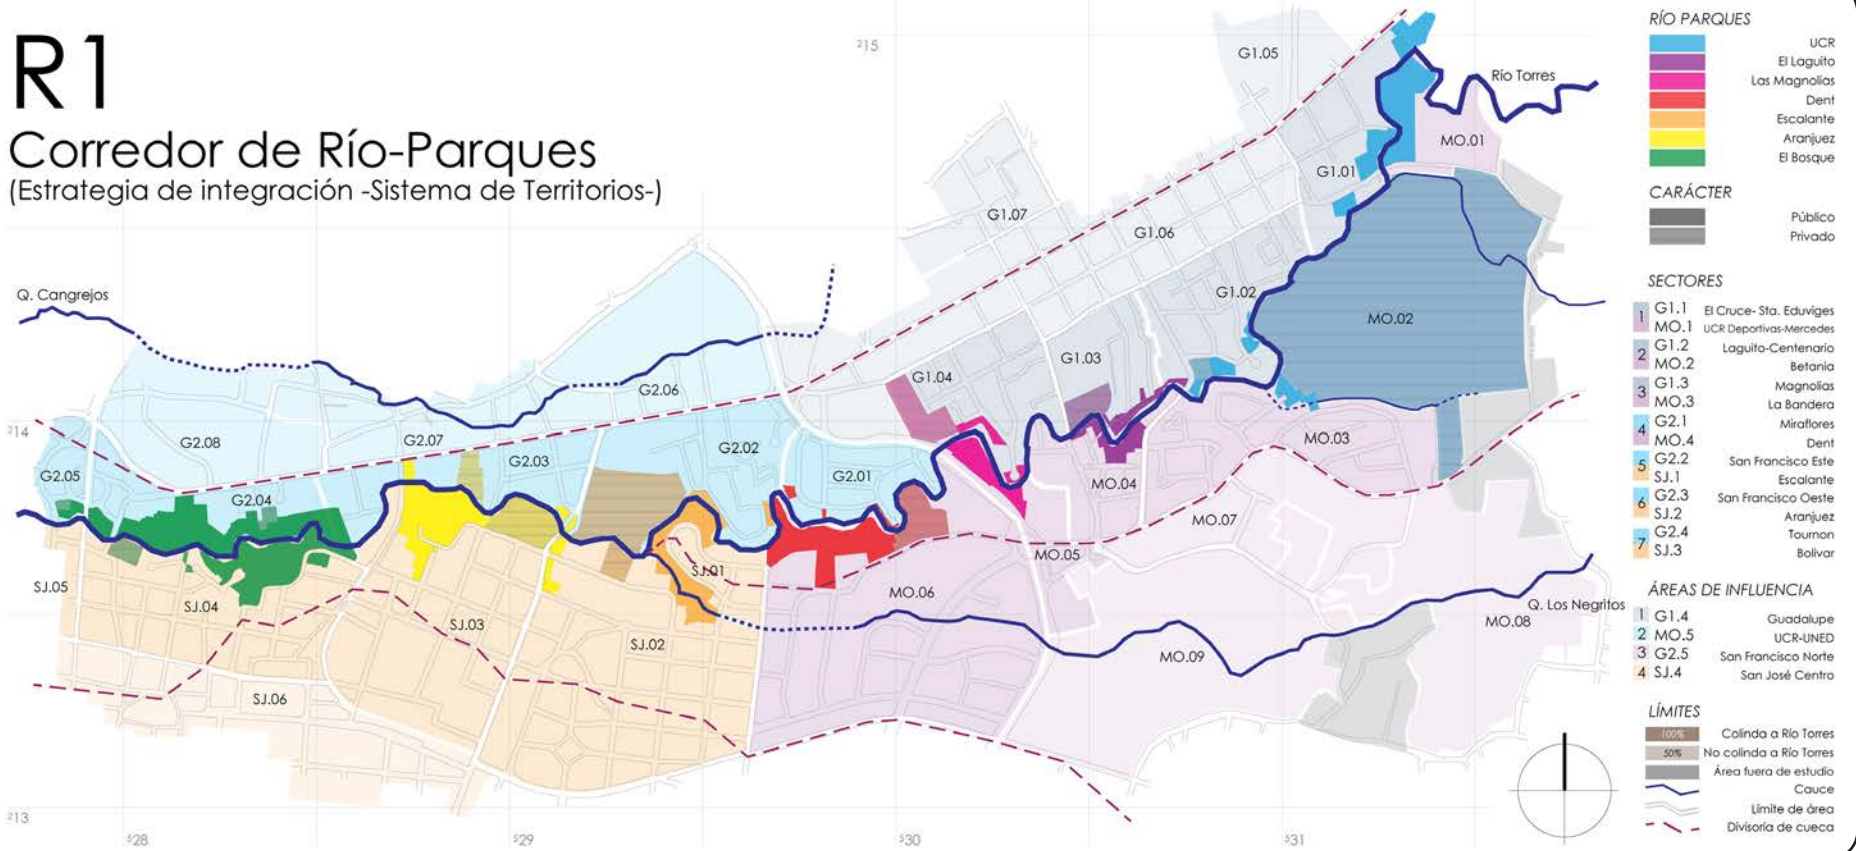 R1
Corredor de Río-Parques
(Estrategia de integración -Sistema de Territorios-)
215
G1.05
Río Torres
MO.01
G1.01
G1.07
G1.06
Q. Cangrejos
G1.02
MO.02
G1.03
G1.04
G2.06
214
G2.08
G2.07
G2.02
MO.03
G2.03
G2.05
G2.01
MO.04
G2.04
MO.07
MO.05
SJ.01
SJ.05
MO.06
SJ.04
Q. Los Negritos
SJ.03
MO.08
SJ.02
MO.09
SJ.06
213
528
529
530
531
RÍO PARQUES
UCR
El Laguito
Las Magnolias
Dent
Escalante
Aranjuez
El Bosque
CARÁCTER
Público
Privado
SECTORES
1 G1.1 El Cruce- Sta. Eduviges
MO.1 UCR Deportivas-Mercedes
2 G1.2 Laguito-Centenario
MO.2 Betania
3 G1.3 Magnolias
MO.3 La Bandera
4 G2.1 Miraflores
MO.4 Dent
5 G2.2 San Francisco Este
SJ.1 Escalante
6 G2.3 San Francisco Oeste
SJ.2 Aranjuez
7 G2.4 Tournon
SJ.3 Bolivar
ÁREAS DE INFLUENCIA
1 G1.4 Guadalupe
2 MO.5 UCR-UNED
3 G2.5 San Francisco Norte
4 SJ.4 San José Centro
LÍMITES
100% Colinda a Río Torres
50% No colinda a Río Torres
Área fuera de estudio
Cauce
Límite de área
Divisoría de cueca